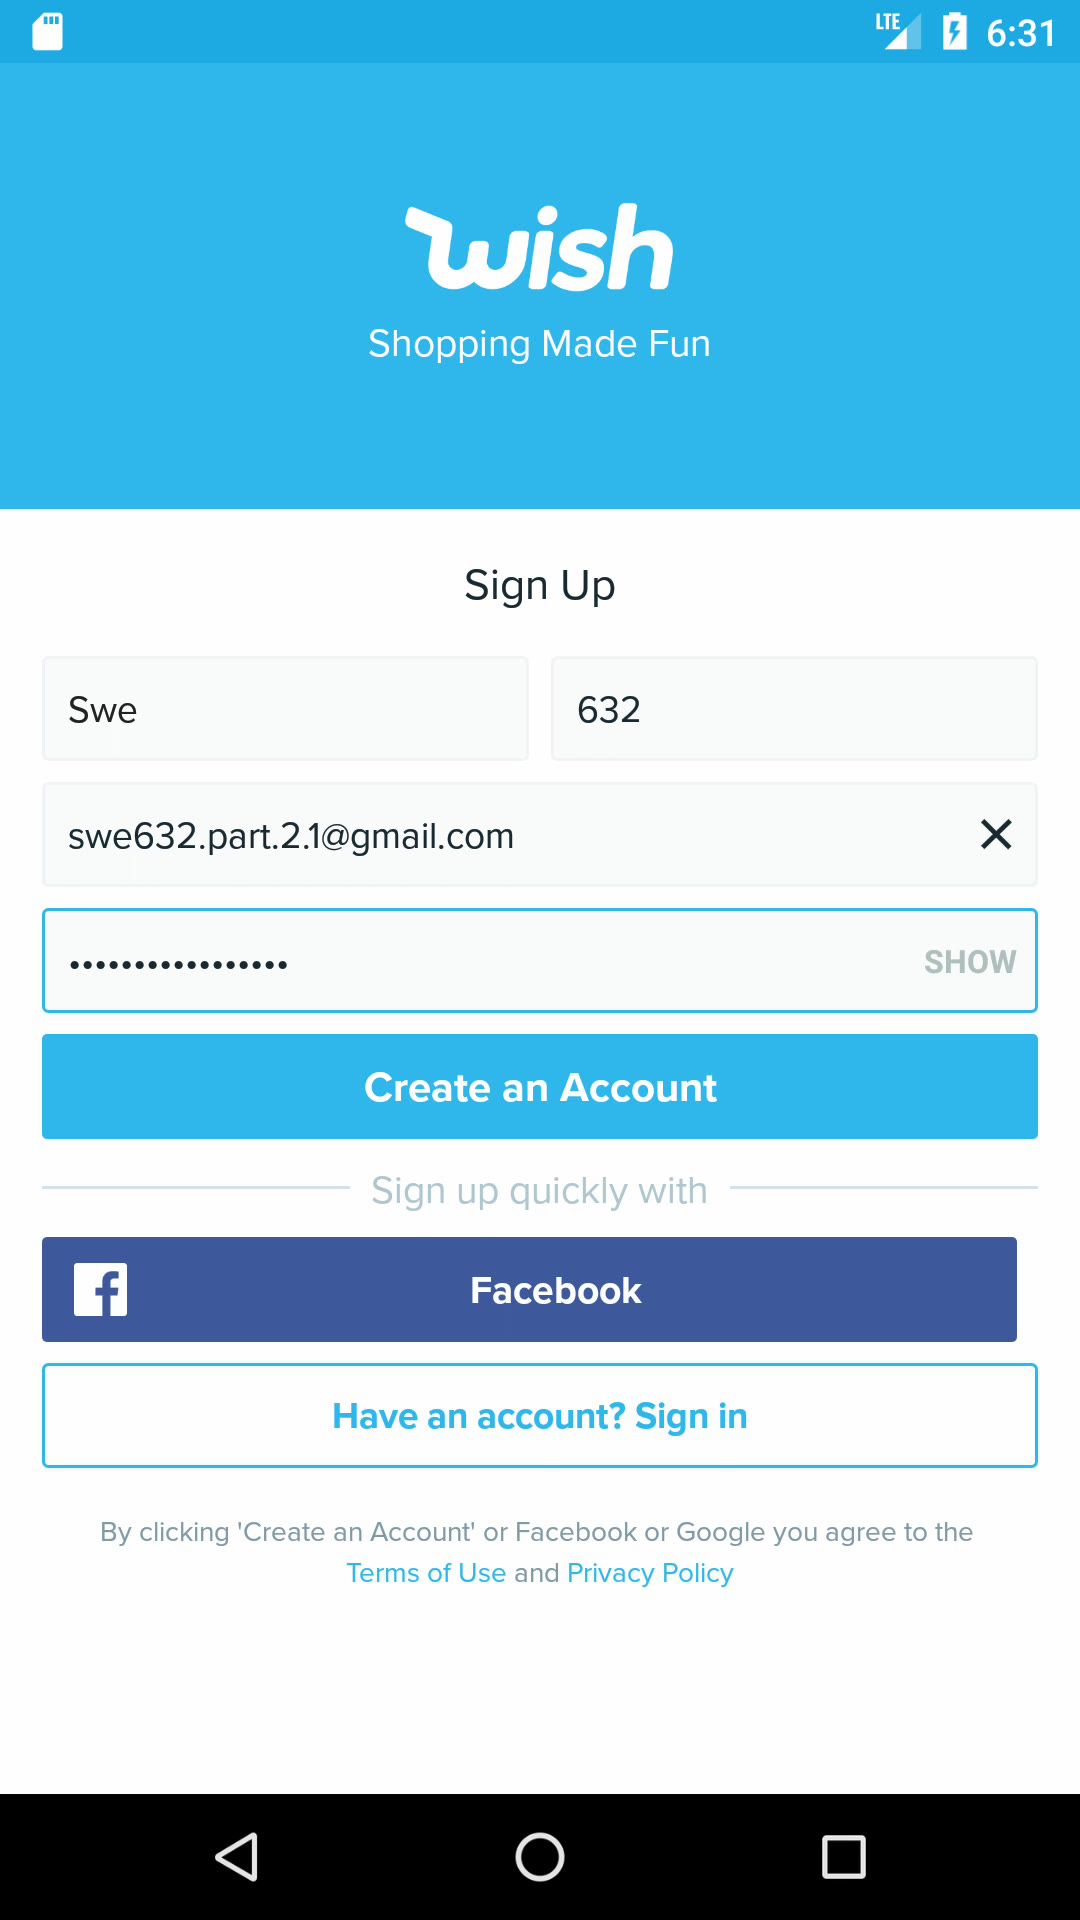 LTE 6:31
wish
Shopping Made Fun
Sign Up
Swe 632
swe632.part.2.1@gmail.com
•••••••••••••••• SHOW
Create an Account
Sign up quickly with
Facebook
Have an account? Sign in
By clicking 'Create an Account' or Facebook or Google you agree to the
Terms of Use and Privacy Policy